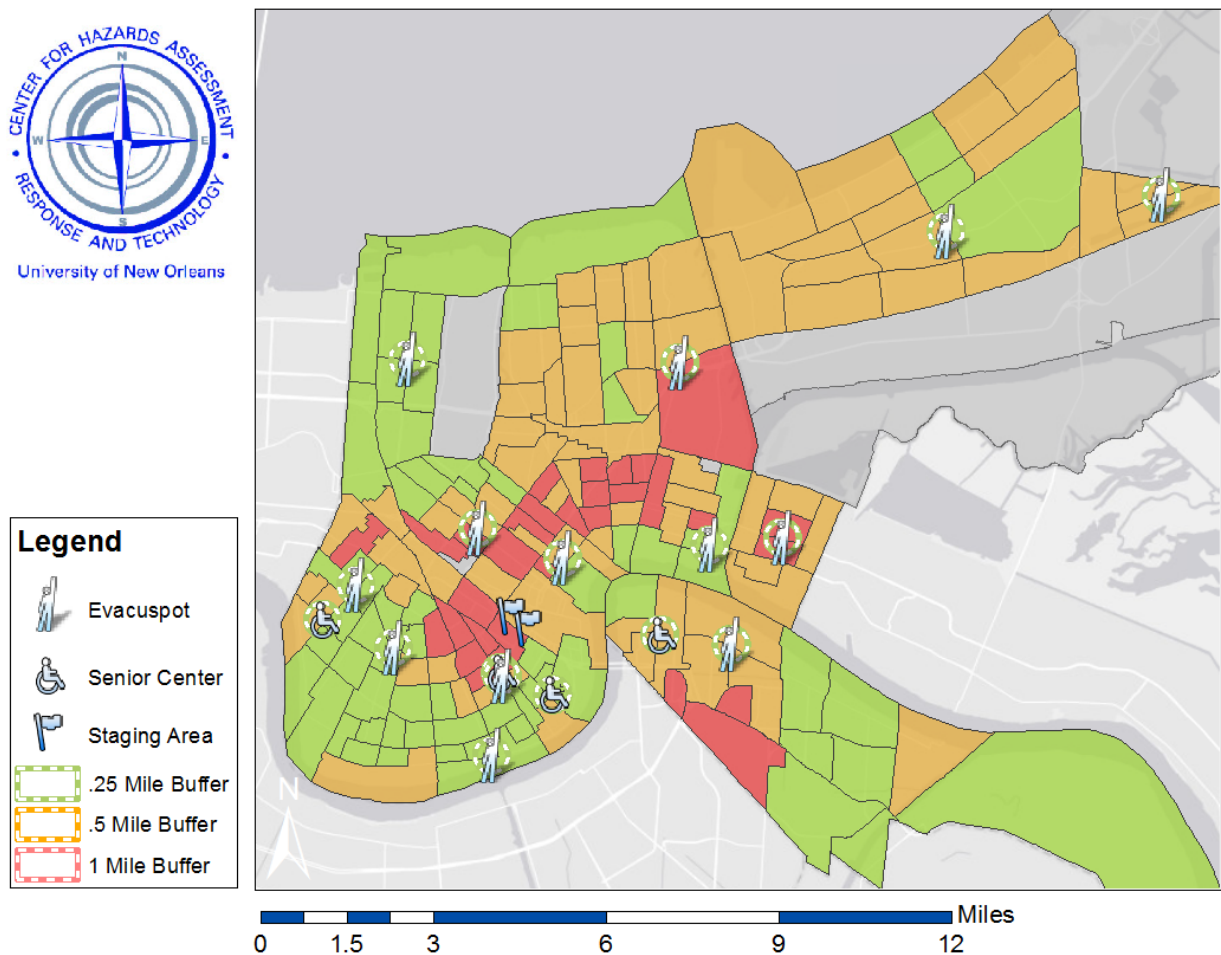 CENTER FOR HAZARDS ASSESSMENT
RESPONSE AND TECHNOLOGY
N
W
E
S
University of New Orleans
Legend
Evacuspot
Senior Center
Staging Area
.25 Mile Buffer
.5 Mile Buffer
1 Mile Buffer
N
Miles
0 1.5 3 6 9 12